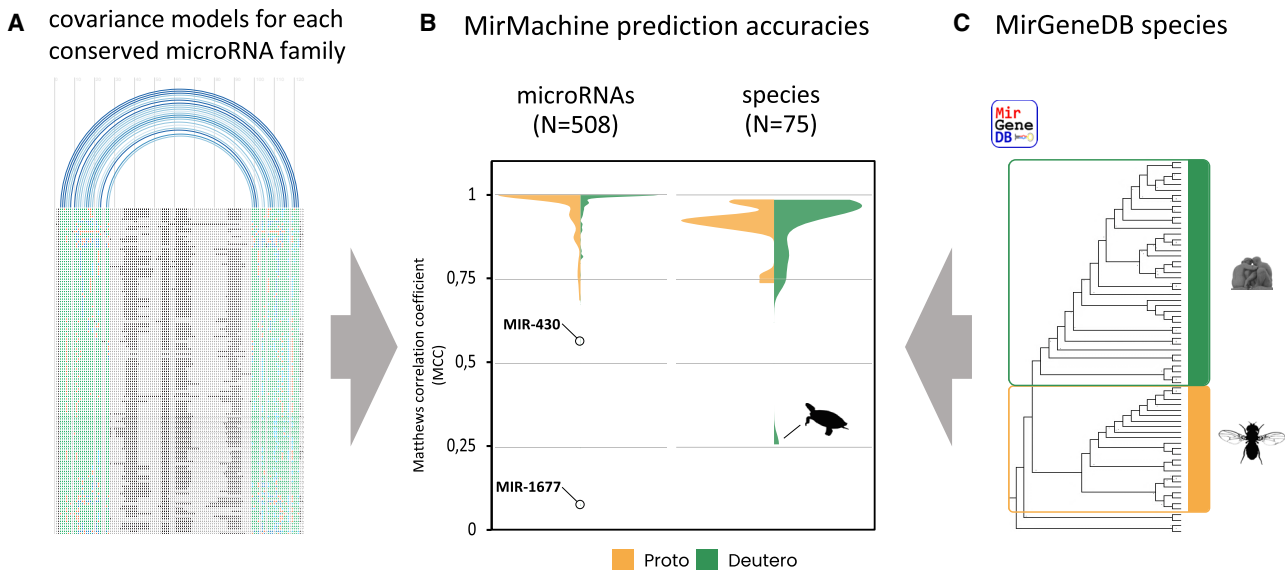 A
covariance models for each
conserved microRNA family
B
MirMachine prediction accuracies
microRNAs
(N=508)
species
(N=75)
Matthews correlation coefficient
(MCC)
1
0,75
0,5
0,25
0
MIR-430
MIR-1677
Proto
Deutero
C
MirGeneDB species
Mir
Gene
DB